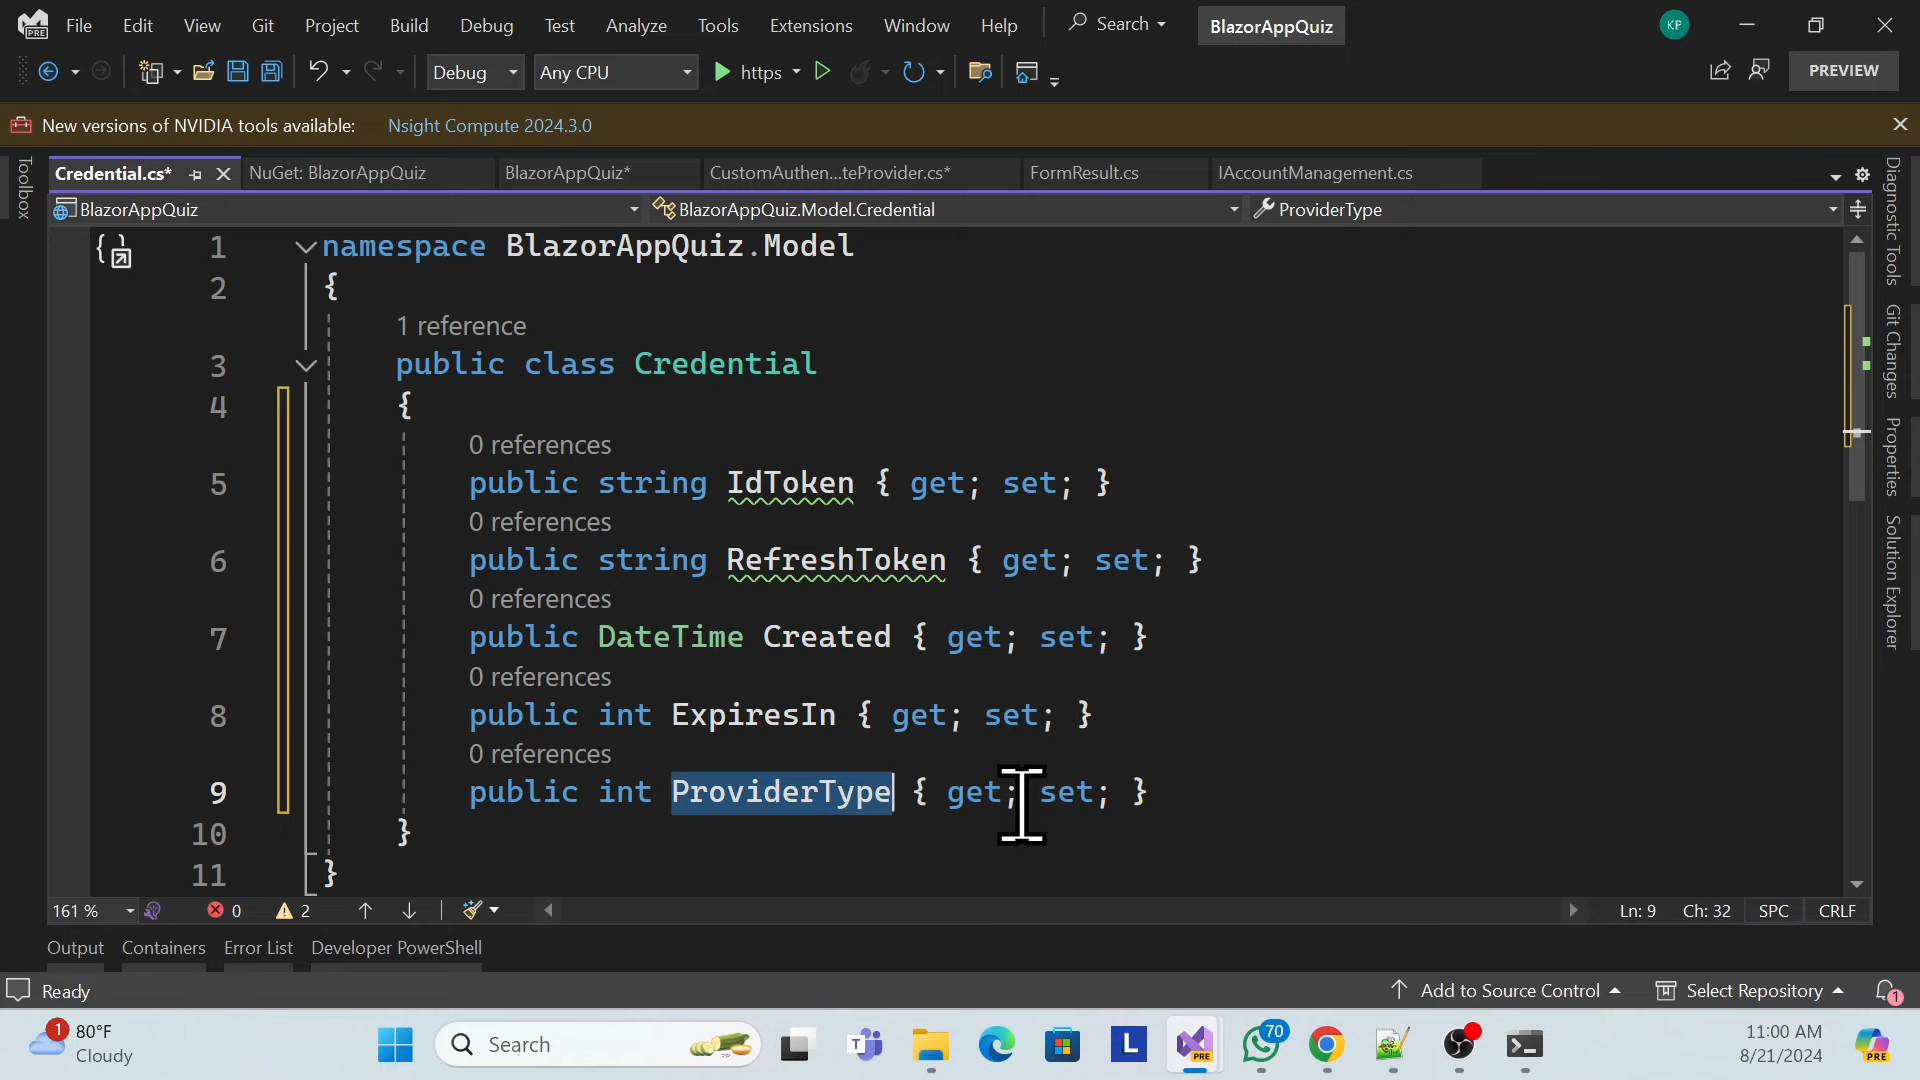 File Edit View Git Project Build Debug Test Analyze Tools Extensions Window Help Search BlazorAppQuiz KP
Debug Any CPU https PREVIEW
New versions of NVIDIA tools available: Nsight Compute 2024.3.0
Credential.cs* NuGet: BlazorAppQuiz BlazorAppQuiz* CustomAuthen...teProvider.cs* FormResult.cs IAccountManagement.cs
BlazorAppQuiz BlazorAppQuiz.Model.Credential ProviderType
Toolbox
Diagnostic Tools
Git Changes
Properties
Solution Explorer
1 namespace BlazorAppQuiz.Model
2 {
1 reference
3 public class Credential
4 {
0 references
5 public string IdToken { get; set; }
0 references
6 public string RefreshToken { get; set; }
0 references
7 public DateTime Created { get; set; }
0 references
8 public int ExpiresIn { get; set; }
0 references
9 public int ProviderType { get; set; }
10 }
11 }
161 % 0 2 Ln: 9 Ch: 32 SPC CRLF
Output Containers Error List Developer PowerShell
Ready Add to Source Control Select Repository 1
1 80°F
Cloudy
Search T L PRE 70 PRE
11:00 AM
8/21/2024